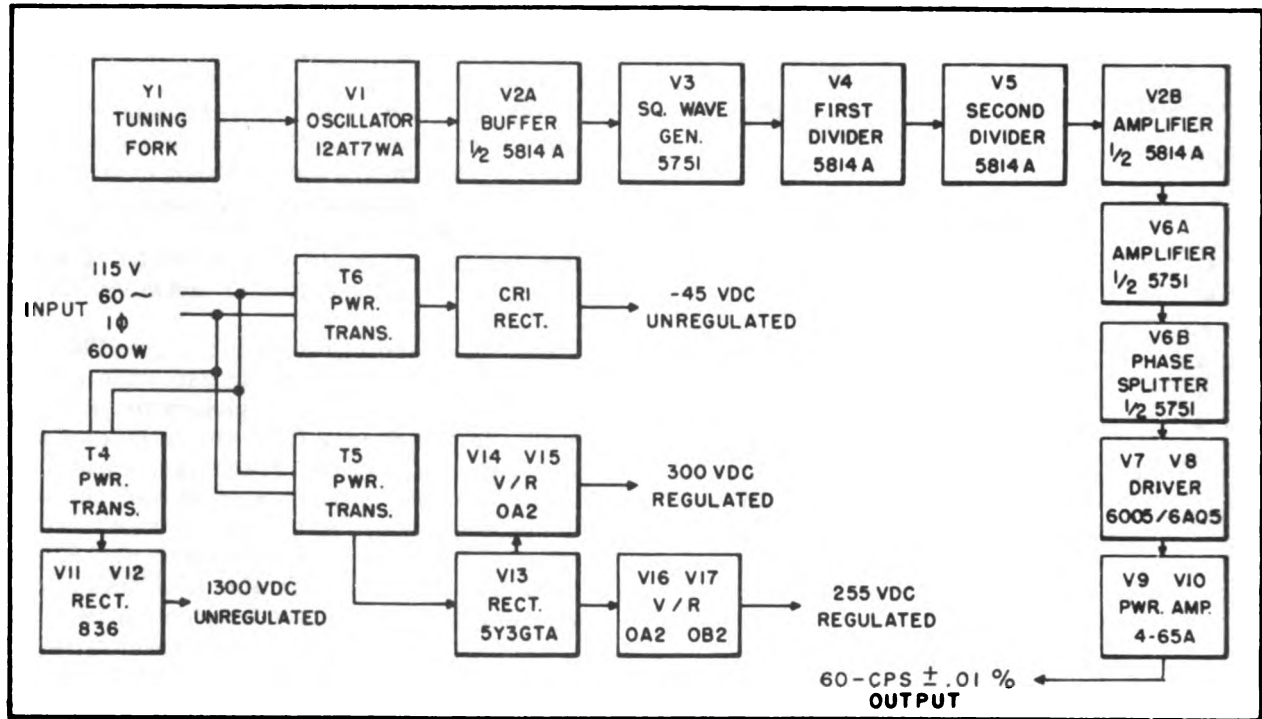 Y1
TUNING
FORK
V1
OSCILLATOR
12AT7WA
V2A
BUFFER
1/2 5814A
V3
SQ. WAVE
GEN.
5751
V4
FIRST
DIVIDER
5814A
V5
SECOND
DIVIDER
5814A
V2B
AMPLIFIER
1/2 5814A
V6A
AMPLIFIER
1/2 5751
V6B
PHASE
SPLITTER
1/2 5751
V7 V8
DRIVER
6005/6AQ5
V9 V10
PWR. AMP.
4-65A
60-CPS ±.01 %
OUTPUT
115 V
INPUT 60 ~
1ϕ
600W
T6
PWR.
TRANS.
CR1
RECT.
-45 VDC
UNREGULATED
T4
PWR.
TRANS.
T5
PWR.
TRANS.
V14 V15
V/R
OA2
300 VDC
REGULATED
V11 V12
RECT.
836
1300 VDC
UNREGULATED
V13
RECT.
5Y3GTA
V16 V17
V/R
OA2 OB2
255 VDC
REGULATED